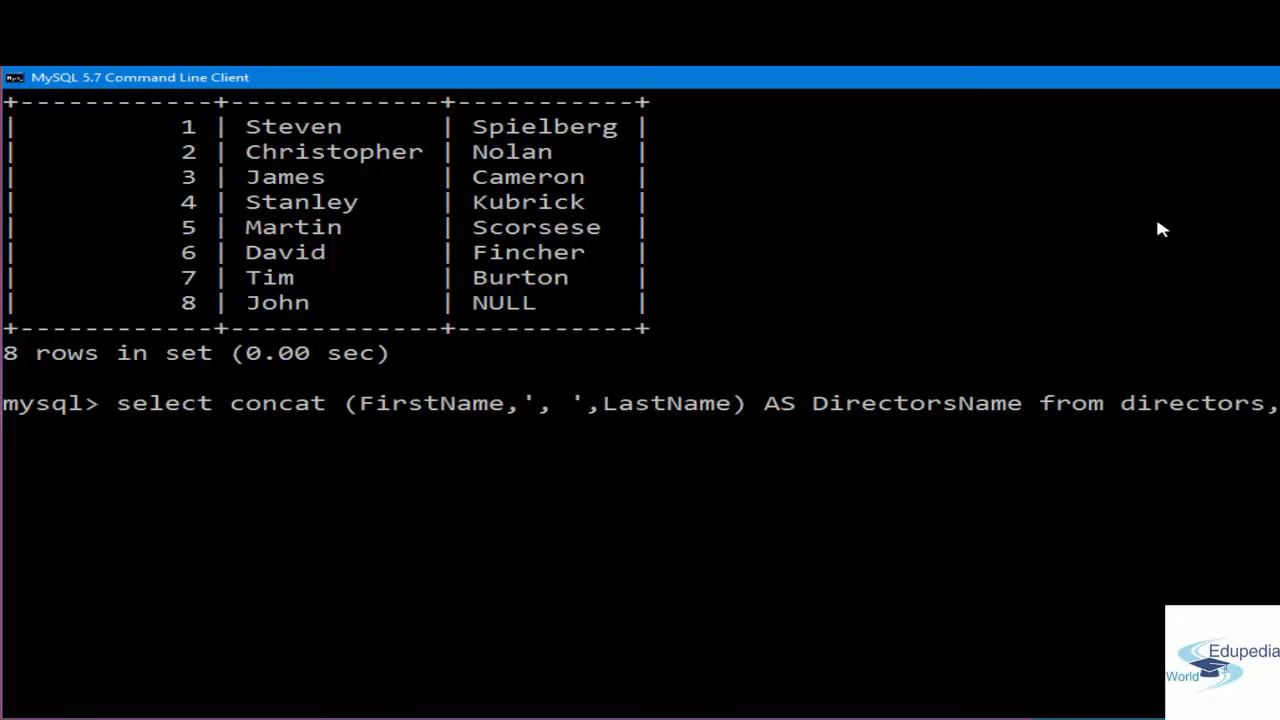 MySQL 5.7 Command Line Client
+------------+-------------+-----------+
|          1 | Steven      | Spielberg |
|          2 | Christopher | Nolan     |
|          3 | James       | Cameron   |
|          4 | Stanley     | Kubrick   |
|          5 | Martin      | Scorsese  |
|          6 | David       | Fincher   |
|          7 | Tim         | Burton    |
|          8 | John        | NULL      |
+------------+-------------+-----------+
8 rows in set (0.00 sec)
mysql> select concat (FirstName,', ',LastName) AS DirectorsName from directors,
Edupedia
World